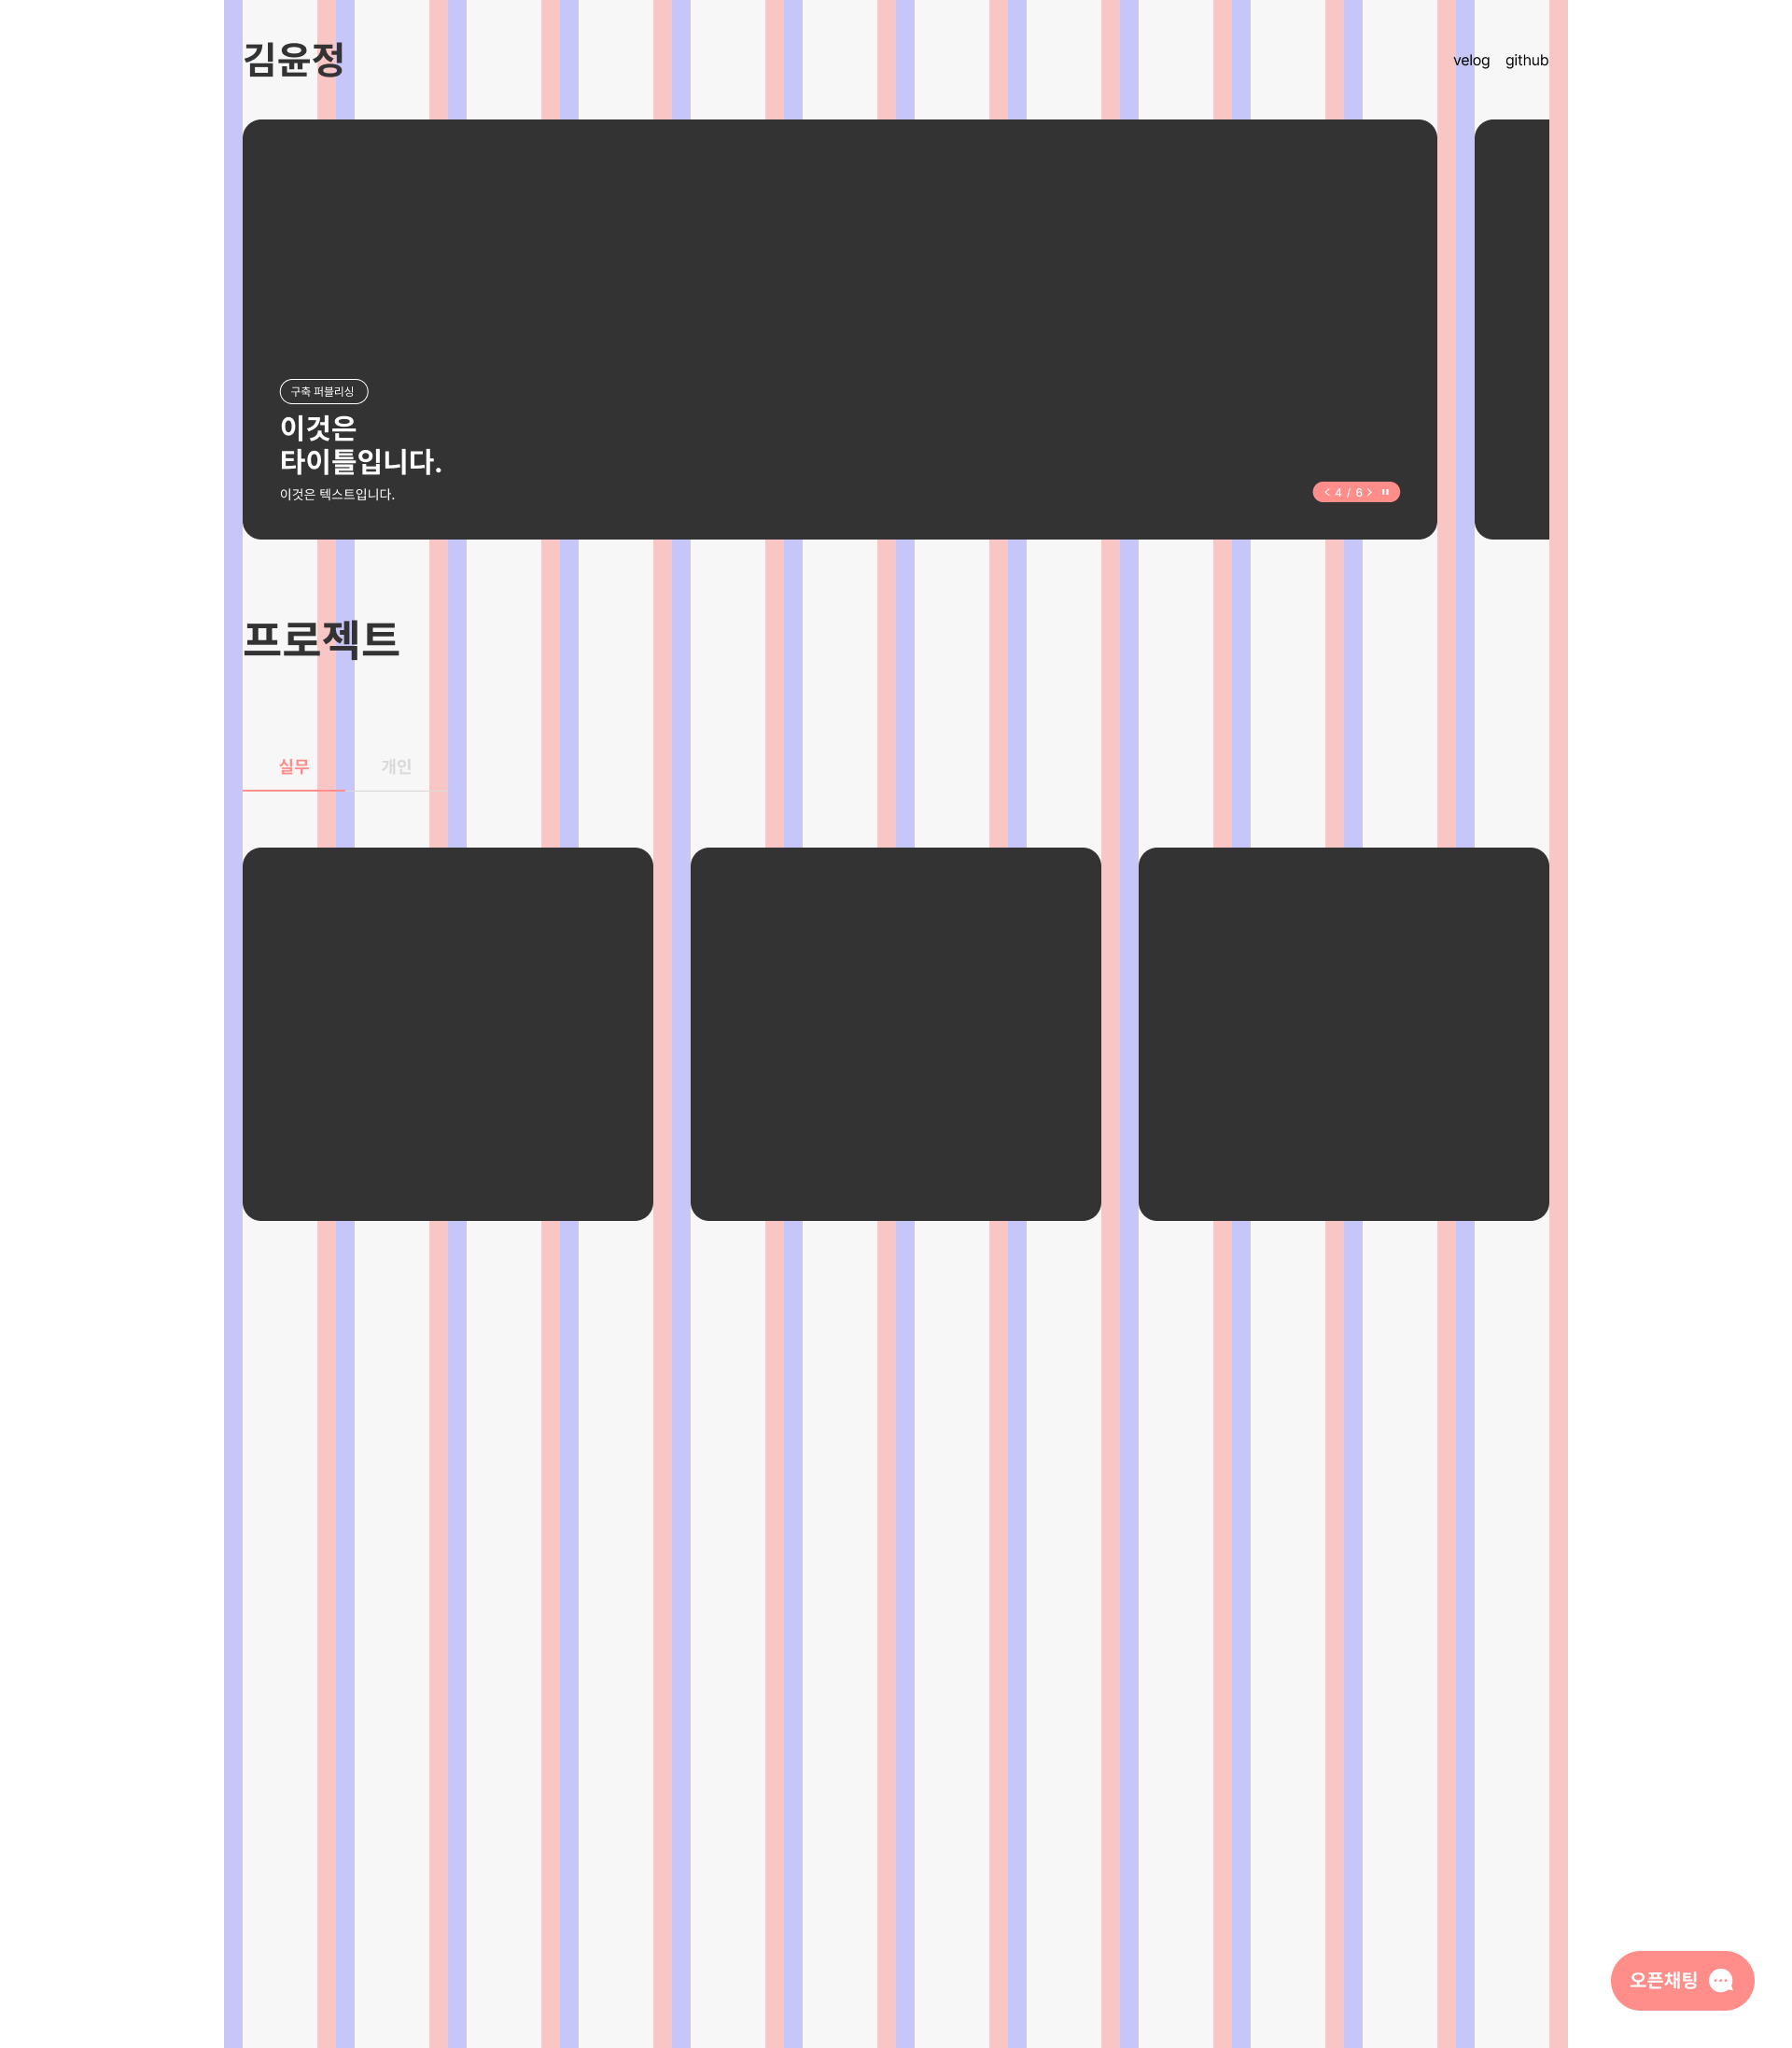 김윤정
velog github
구축 퍼블리싱
이것은
타이틀입니다.
이것은 텍스트입니다.
4 / 6
프로젝트
실무 개인
오픈채팅